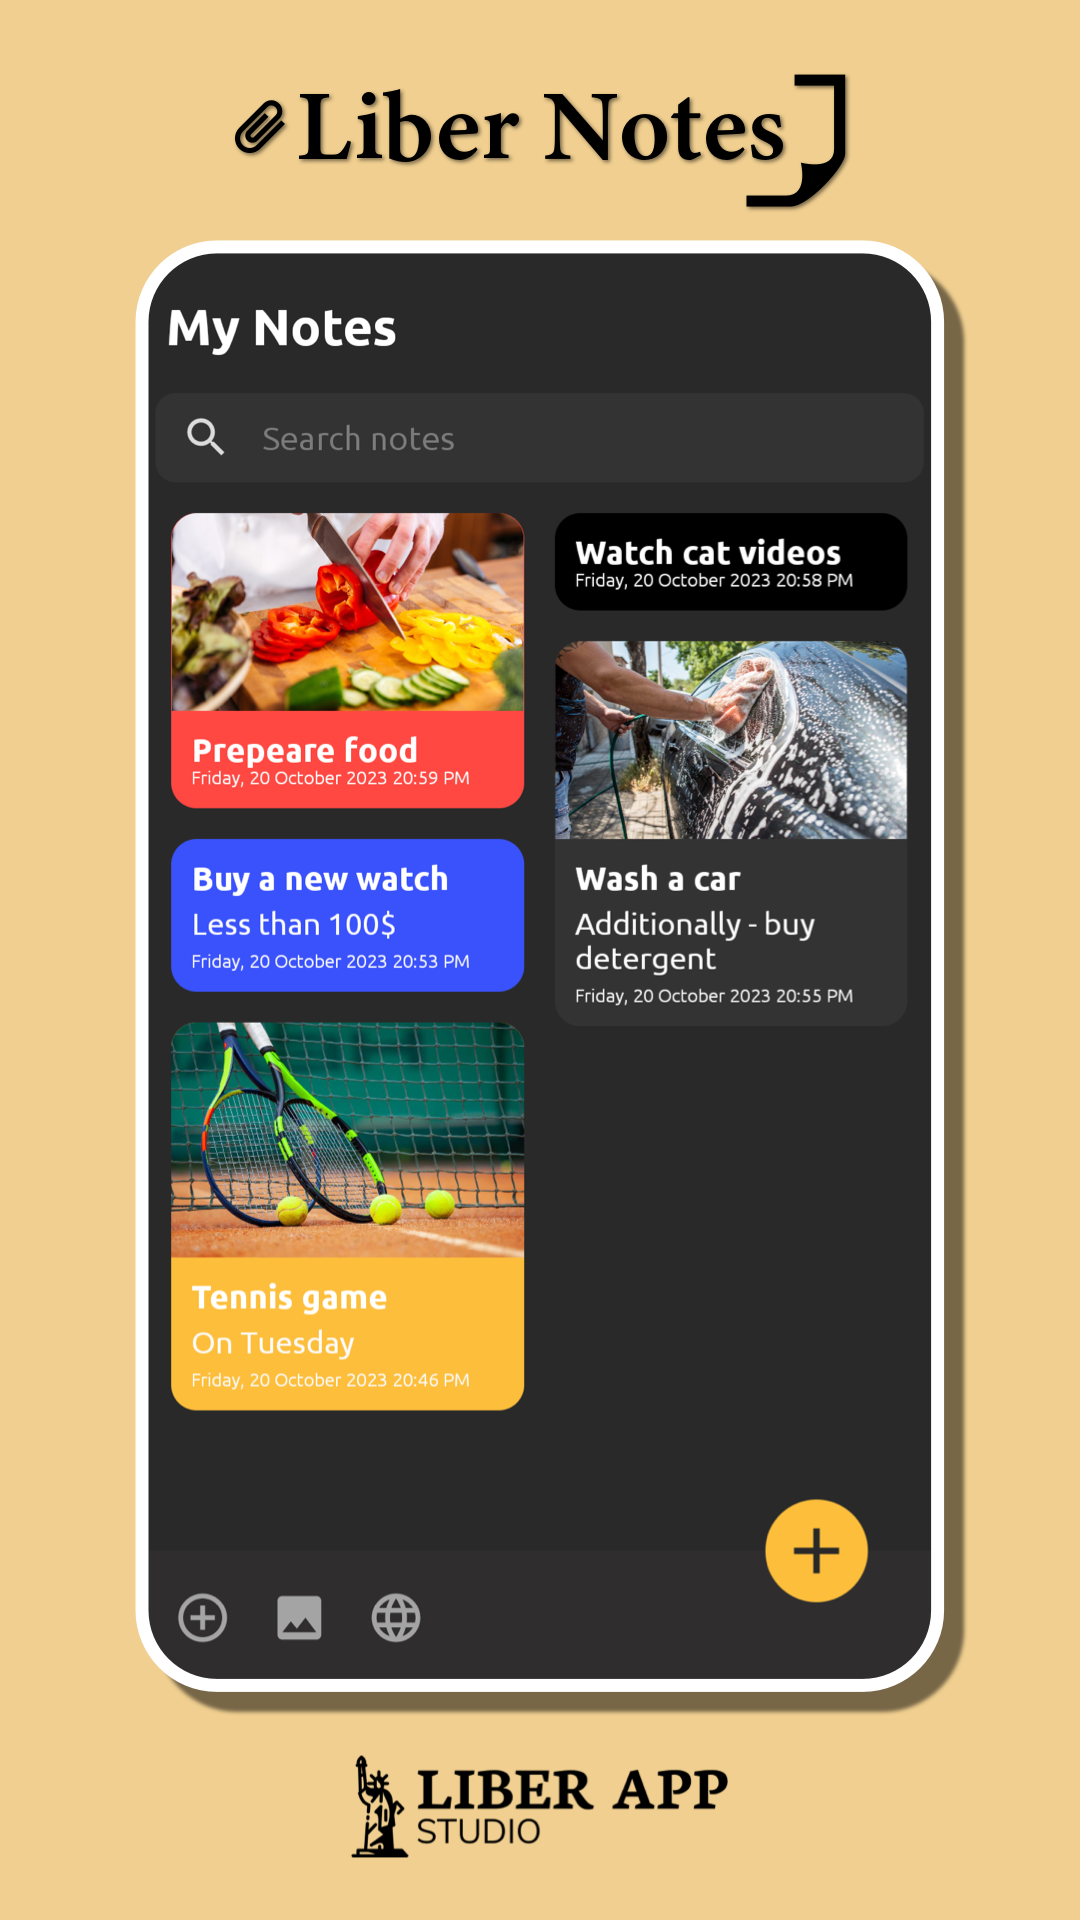 Liber Notes
My Notes
Search notes
Prepeare food
Friday, 20 October 2023 20:59 PM
Buy a new watch
Less than 100$
Friday, 20 October 2023 20:53 PM
Tennis game
On Tuesday
Friday, 20 October 2023 20:46 PM
Watch cat videos
Friday, 20 October 2023 20:58 PM
Wash a car
Additionally - buy
detergent
Friday, 20 October 2023 20:55 PM
LIBER APP
STUDIO